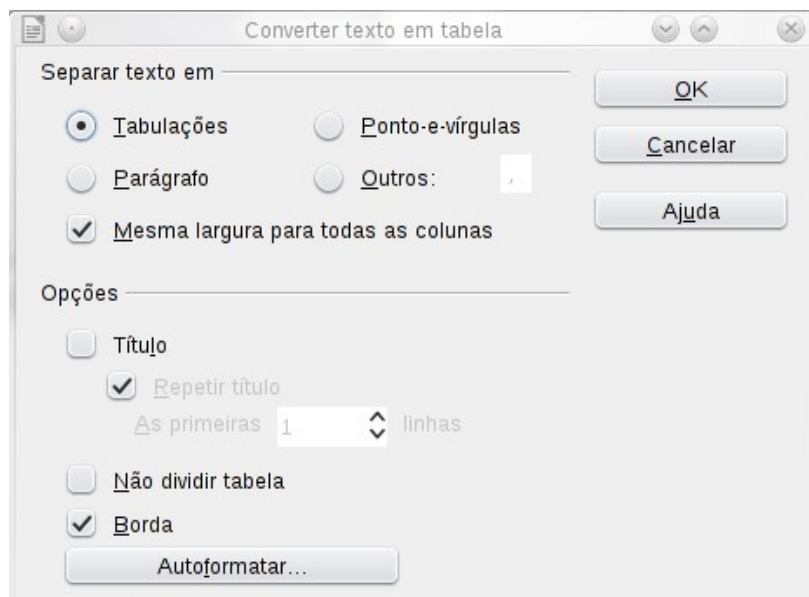 Converter texto em tabela
Separar texto em
OK
Tabulações Ponto-e-vírgulas
Cancelar
Parágrafo Outros: ,
Ajuda
Mesma largura para todas as colunas
Opções
Título
Repetir título
As primeiras 1 linhas
Não dividir tabela
Borda
Autoformatar...